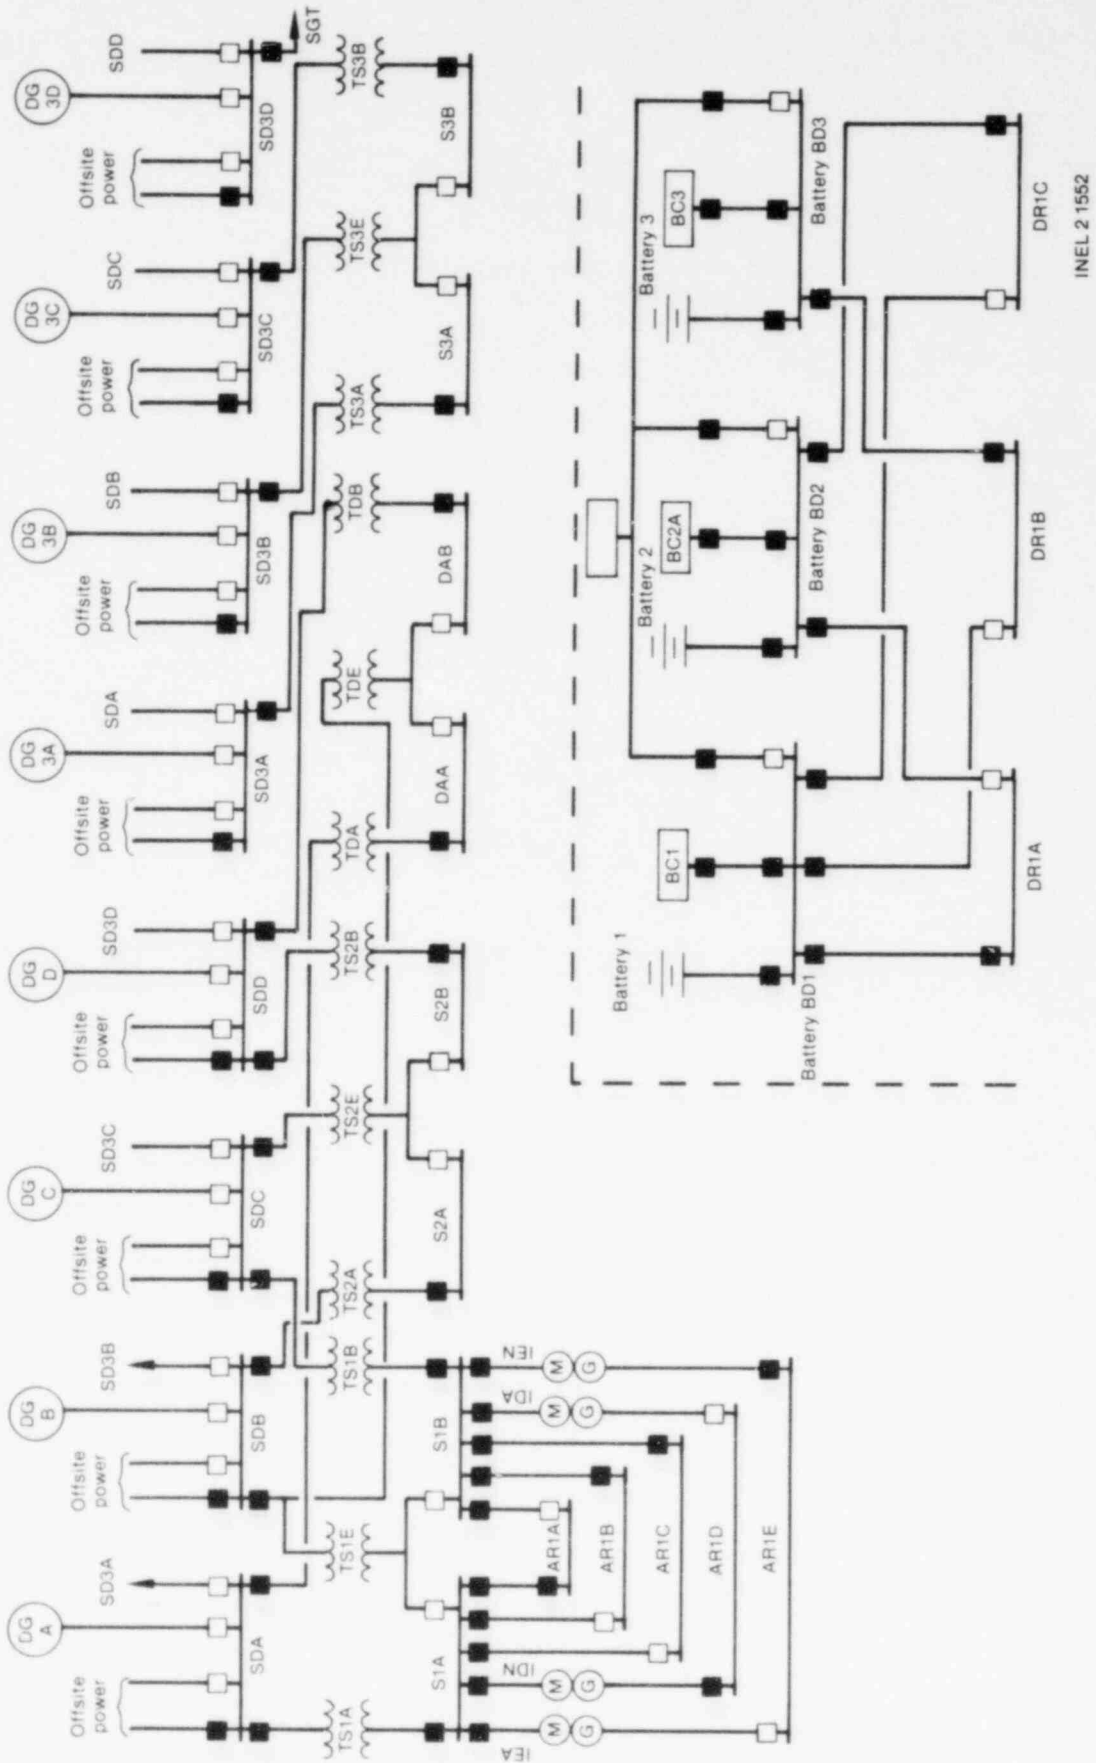 DG
A
DG
B
DG
C
DG
D
DG
3A
DG
3B
DG
3C
DG
3D
Offsite
power
SD3A
Offsite
power
SD3B
Offsite
power
SD3C
Offsite
power
SD3D
Offsite
power
SDA
Offsite
power
SDB
Offsite
power
SDC
Offsite
power
SDD
SDA
SDB
SDC
SDD
SD3A
SD3B
SD3C
SD3D
SGT
TS1A
TS1E
TS1B
TS2A
TS2E
TS2B
TDA
TDE
TDB
TS3A
TS3E
TS3B
S1A
S1B
S2A
S2B
DAA
DAB
S3A
S3B
IEA
IDN
IDA
IEN
M
G
M
G
M
G
M
G
AR1A
AR1B
AR1C
AR1D
AR1E
Battery 1
BC1
Battery 2
BC2A
Battery 3
BC3
Battery BD1
Battery BD2
Battery BD3
DR1A
DR1B
DR1C
INEL 2 1552